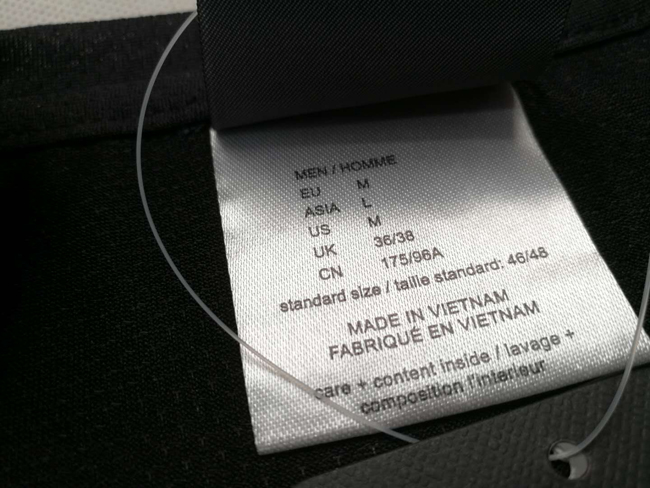 MEN / HOMME
EU M
ASIA L
US M
UK 36/38
CN 175/96A
standard size / taille standard: 46/48
MADE IN VIETNAM
FABRIQUÉ EN VIETNAM
care + content inside / lavage +
composition l'interieur